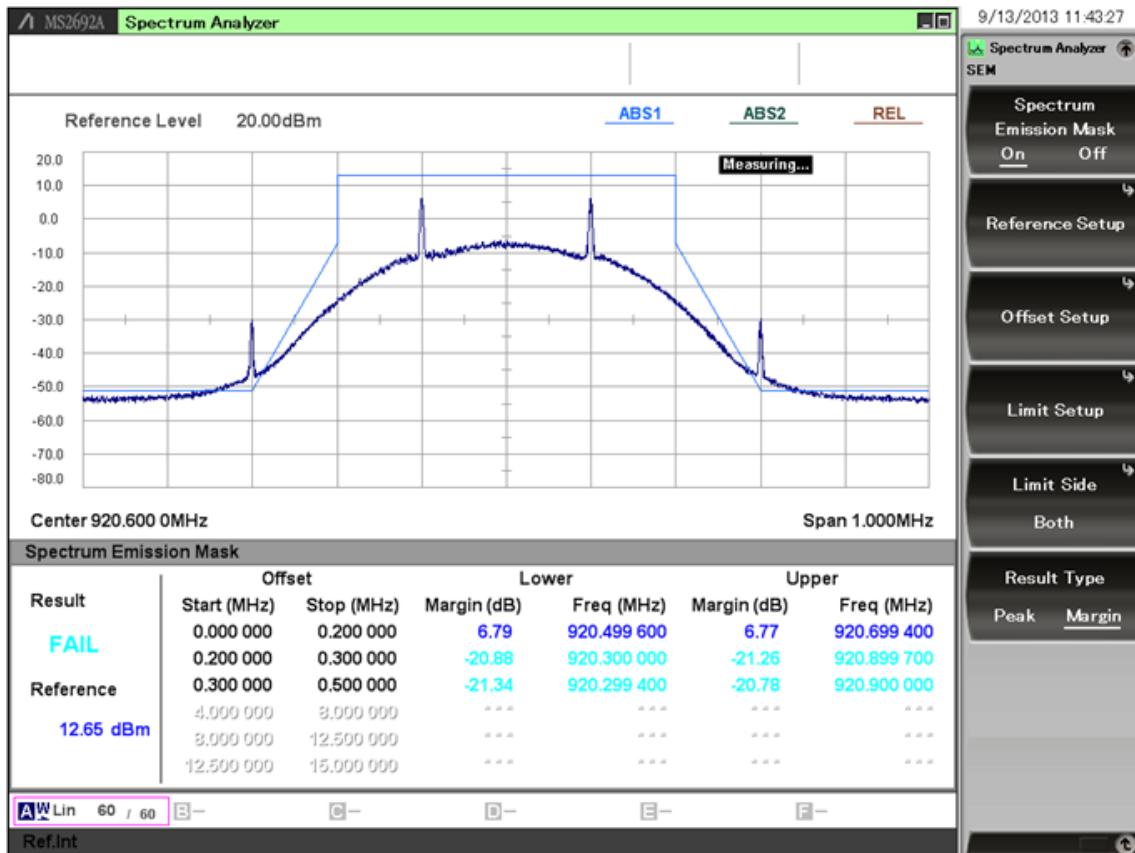 MS2692A Spectrum Analyzer
9/13/2013 11:43:27
Spectrum Analyzer
SEM
Reference Level 20.00dBm
ABS1 ABS2 REL
Measuring...
20.0
10.0
0.0
-10.0
-20.0
-30.0
-40.0
-50.0
-60.0
-70.0
-80.0
Center 920.600 0MHz Span 1.000MHz
Spectrum Emission Mask
Offset Lower Upper
Result Start (MHz) Stop (MHz) Margin (dB) Freq (MHz) Margin (dB) Freq (MHz)
FAIL 0.000 000 0.200 000 6.79 920.499 600 6.77 920.699 400
0.200 000 0.300 000 -20.88 920.300 000 -21.26 920.899 700
Reference 0.300 000 0.500 000 -21.34 920.299 400 -20.78 920.900 000
12.65 dBm 4.000 000 8.000 000 *** *** *** ***
8.000 000 12.500 000 *** *** *** ***
12.500 000 15.000 000 *** *** *** ***
A W Lin 60 / 60 B- C- D- E- F-
Ref.Int
Spectrum
Emission Mask
On Off
Reference Setup
Offset Setup
Limit Setup
Limit Side
Both
Result Type
Peak Margin